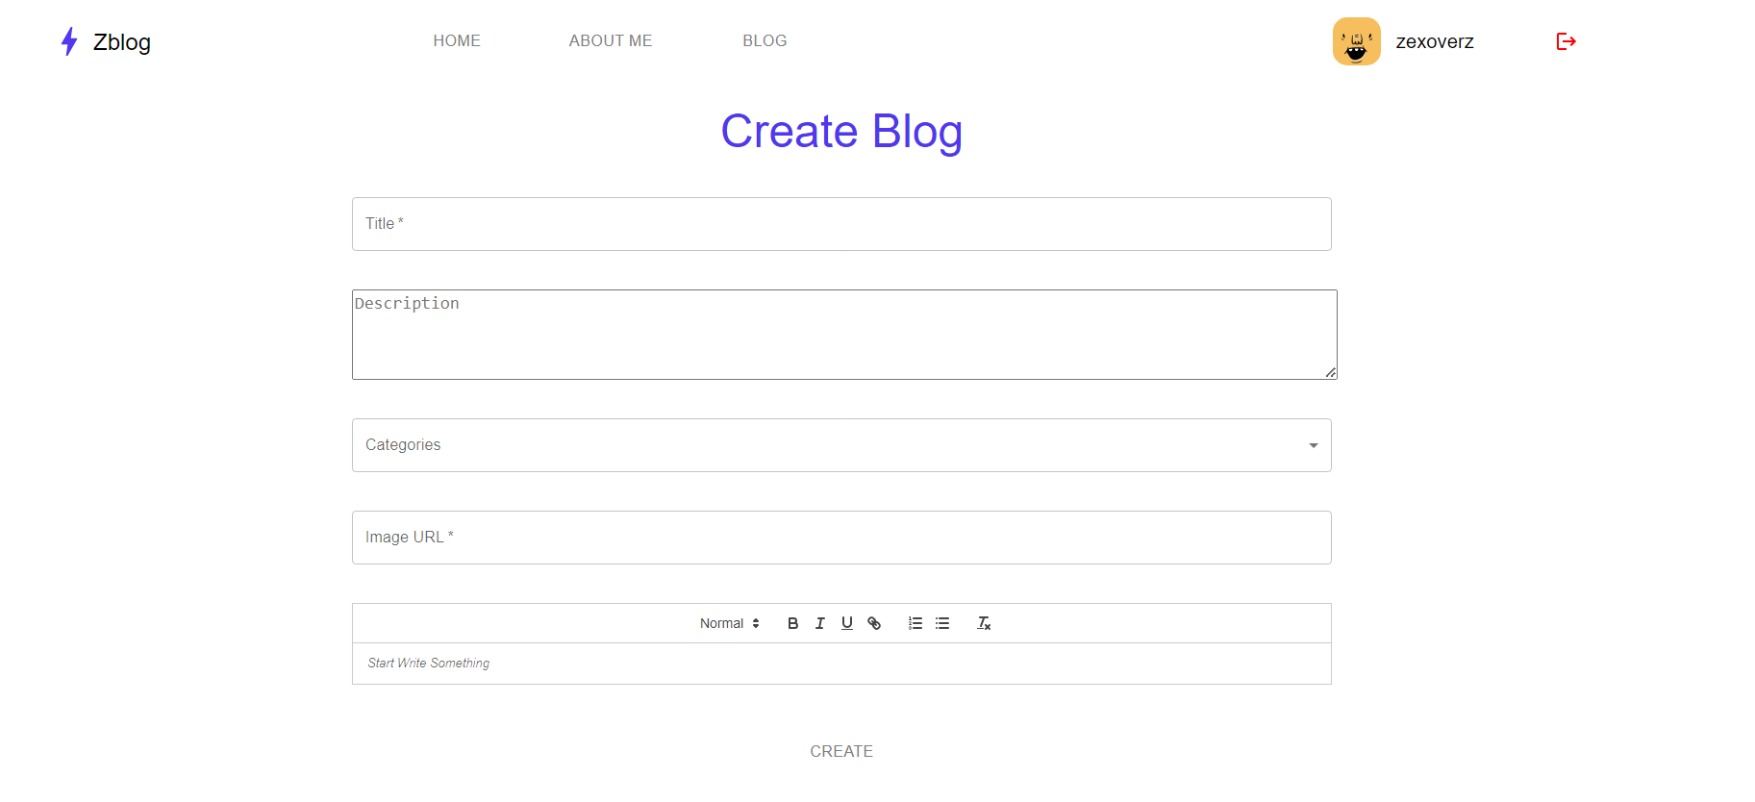 Zblog
HOME
ABOUT ME
BLOG
zexoverz
Create Blog
Title *
Description
Categories
Image URL *
Normal
Start Write Something
CREATE